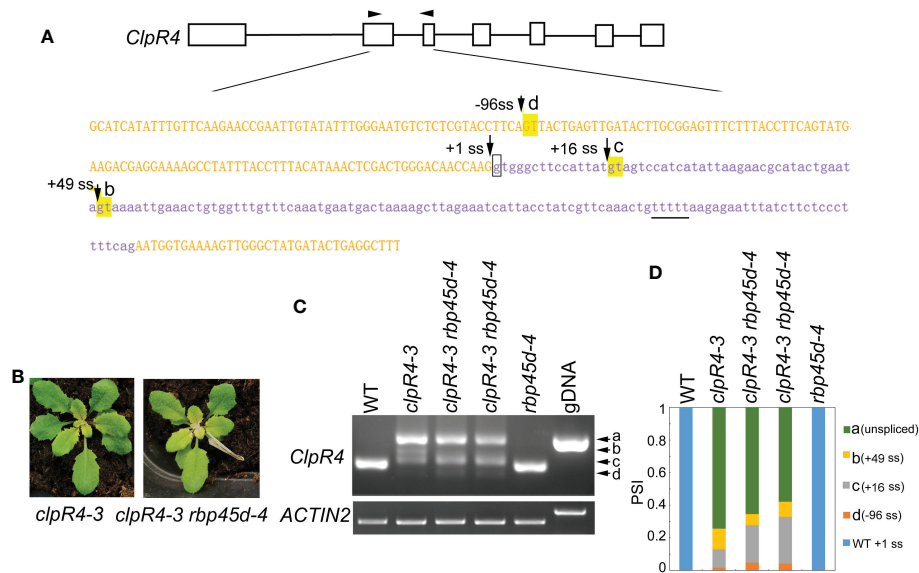 A
ClpR4
-96ss d
GCATCATATTTGTTCAAGAACCGAATTGTATATTTGGGAATGTCTCTCGTACCTTCAGTTACTGAGTTGATACTTGCGGAGTTTCTTTACCTTCAGTATG-
+1 ss +16 ss c
AAGACGAGGAAAAGCCTATTTACCTTTACATAAACTCGACTGGGACAACCAAGgtgggcttccattatgtagtccatcatattaagaacgcatactgaat
+49 ss b
agtaaaattgaaactgtggtttgtttcaaatgaatgactaaaagcttagaaatcattacctatcgttcaaactgtttttaagagaatttatcttctccct
tttcagAATGGTGAAAAGTTGGGCTATGATACTGAGGCTTT
B
clpR4-3 clpR4-3 rbp45d-4
C
WT
clpR4-3
clpR4-3 rbp45d-4
clpR4-3 rbp45d-4
rbp45d-4
gDNA
ClpR4
a
b
c
d
ACTIN2
D
WT
clpR4-3
clpR4-3 rbp45d-4
clpR4-3 rbp45d-4
rbp45d-4
PSI
1
0.8
0.6
0.4
0.2
0
a(unspliced)
b(+49 ss)
c(+16 ss)
d(-96 ss)
WT +1 ss